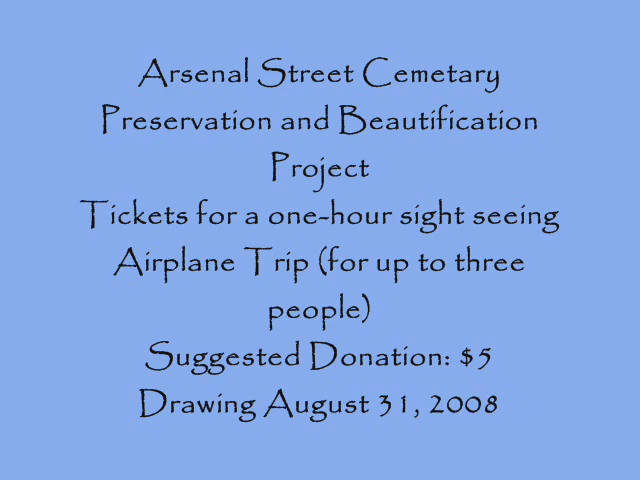 Arsenal Street Cemetary
Preservation and Beautification
Project
Tickets for a one-hour sight seeing
Airplane Trip (for up to three
people)
Suggested Donation: $5
Drawing August 31, 2008